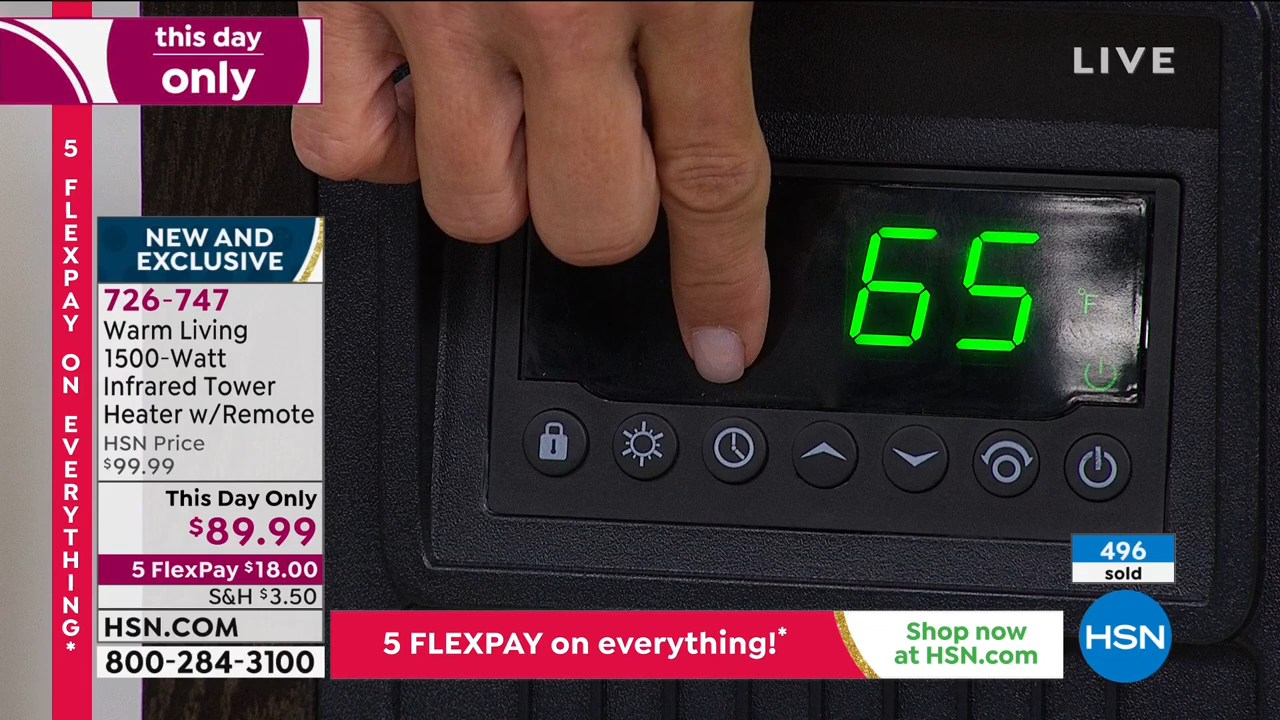 this day
only
LIVE
5 FLEXPAY ON EVERYTHING*
NEW AND
EXCLUSIVE
726-747
Warm Living
1500-Watt
Infrared Tower
Heater w/Remote
HSN Price
$99.99
This Day Only
$89.99
5 FlexPay $18.00
S&H $3.50
HSN.COM
800-284-3100
65
°F
496
sold
5 FLEXPAY on everything!*
Shop now
at HSN.com
HSN